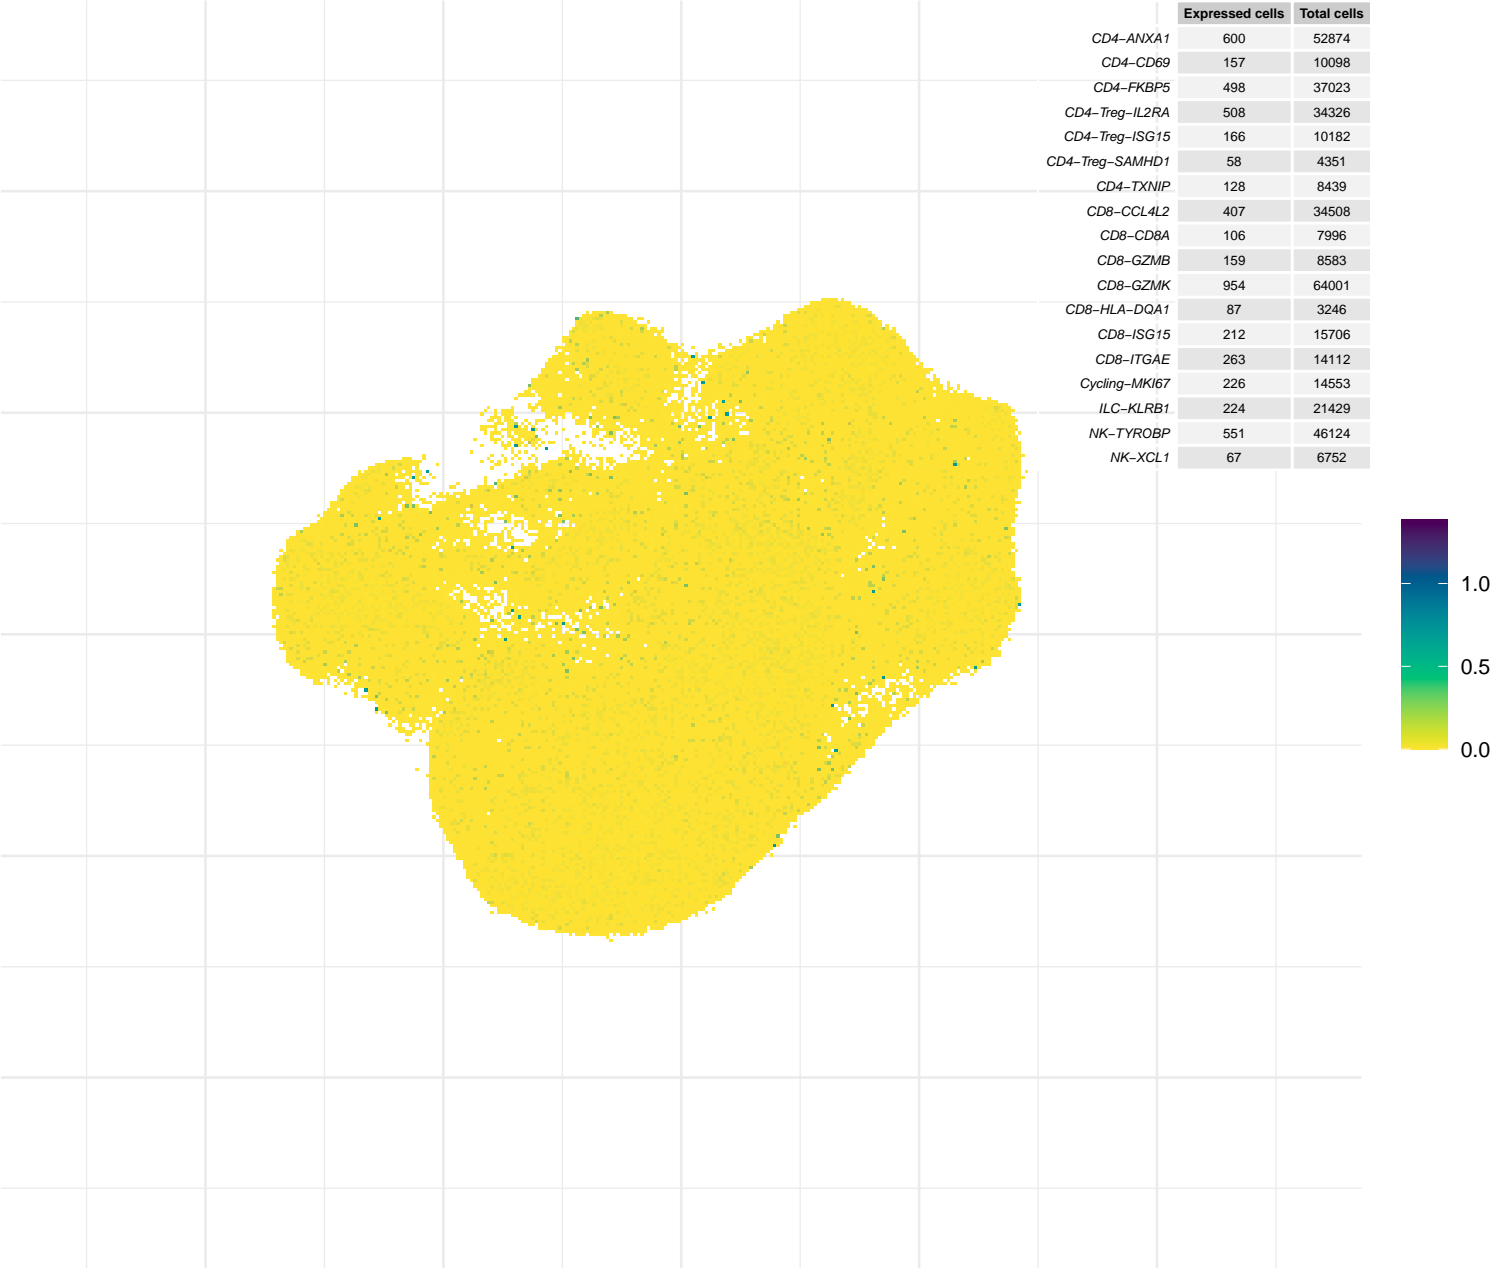 Expressed cells Total cells
CD4−ANXA1 600 52874
CD4−CD69 157 10098
CD4−FKBP5 498 37023
CD4−Treg−IL2RA 508 34326
CD4−Treg−ISG15 166 10182
CD4−Treg−SAMHD1 58 4351
CD4−TXNIP 128 8439
CD8−CCL4L2 407 34508
CD8−CD8A 106 7996
CD8−GZMB 159 8583
CD8−GZMK 954 64001
CD8−HLA−DQA1 87 3246
CD8−ISG15 212 15706
CD8−ITGAE 263 14112
Cycling−MKI67 226 14553
ILC−KLRB1 224 21429
NK−TYROBP 551 46124
NK−XCL1 67 6752
1.0
0.5
0.0